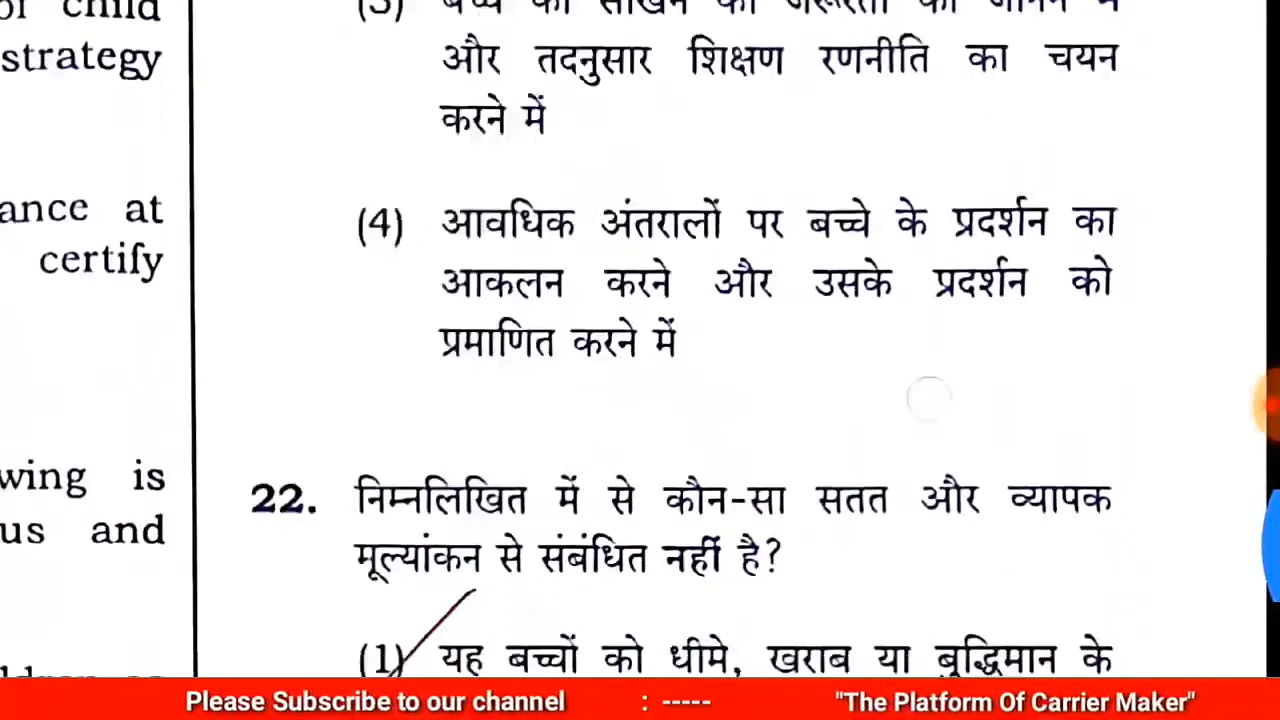 of child
strategy
ance at
certify
wing is
us and
और तदनुसार शिक्षण रणनीति का चयन
करने में
(4) आवधिक अंतरालों पर बच्चे के प्रदर्शन का
आकलन करने और उसके प्रदर्शन को
प्रमाणित करने में
22. निम्नलिखित में से कौन-सा सतत और व्यापक
मूल्यांकन से संबंधित नहीं है?
(1) यह बच्चों को धीमे, खराब या बुद्धिमान के
Please Subscribe to our channel : ----- "The Platform Of Carrier Maker"